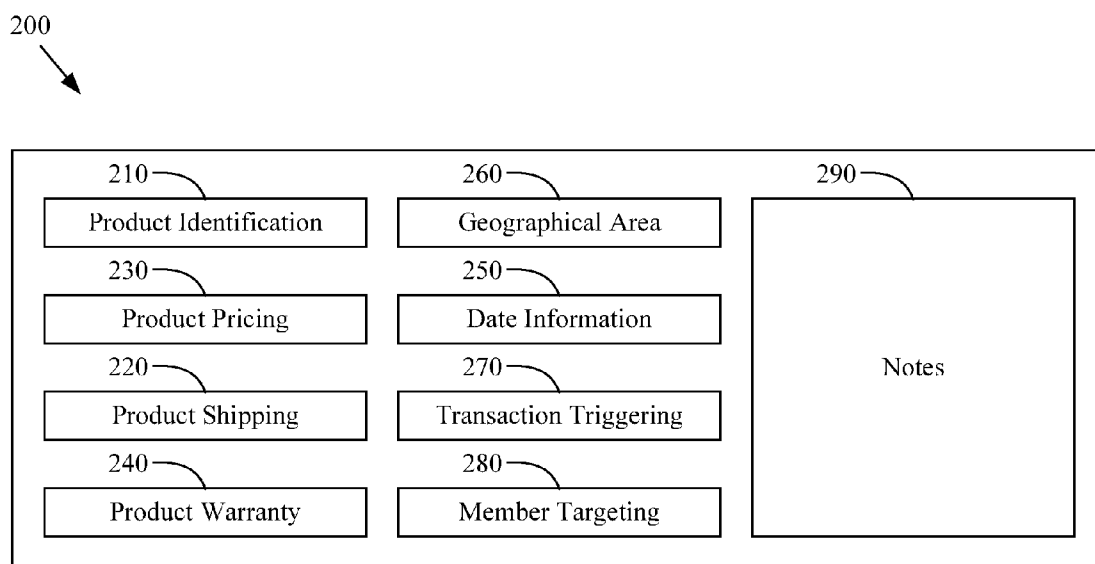 200
210
260
290
Product Identification
Geographical Area
230
250
Product Pricing
Date Information
220
270
Notes
Product Shipping
Transaction Triggering
240
280
Product Warranty
Member Targeting